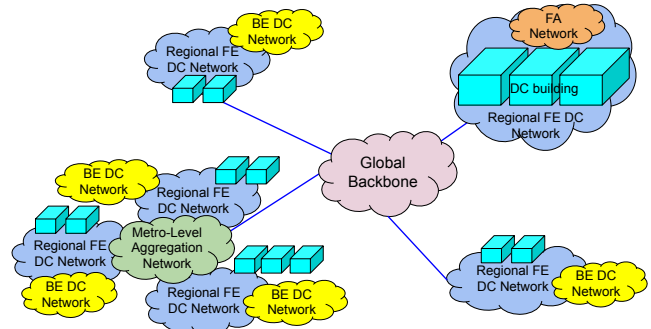 BE DC
Network
Regional FE
DC Network
FA
Network
DC building
Regional FE DC
Network
Global
Backbone
BE DC
Network
Regional FE
DC Network
Regional FE
DC Network
Metro-Level
Aggregation
Network
BE DC
Network
Regional FE
DC Network
BE DC
Network
Regional FE
DC Network
BE DC
Network